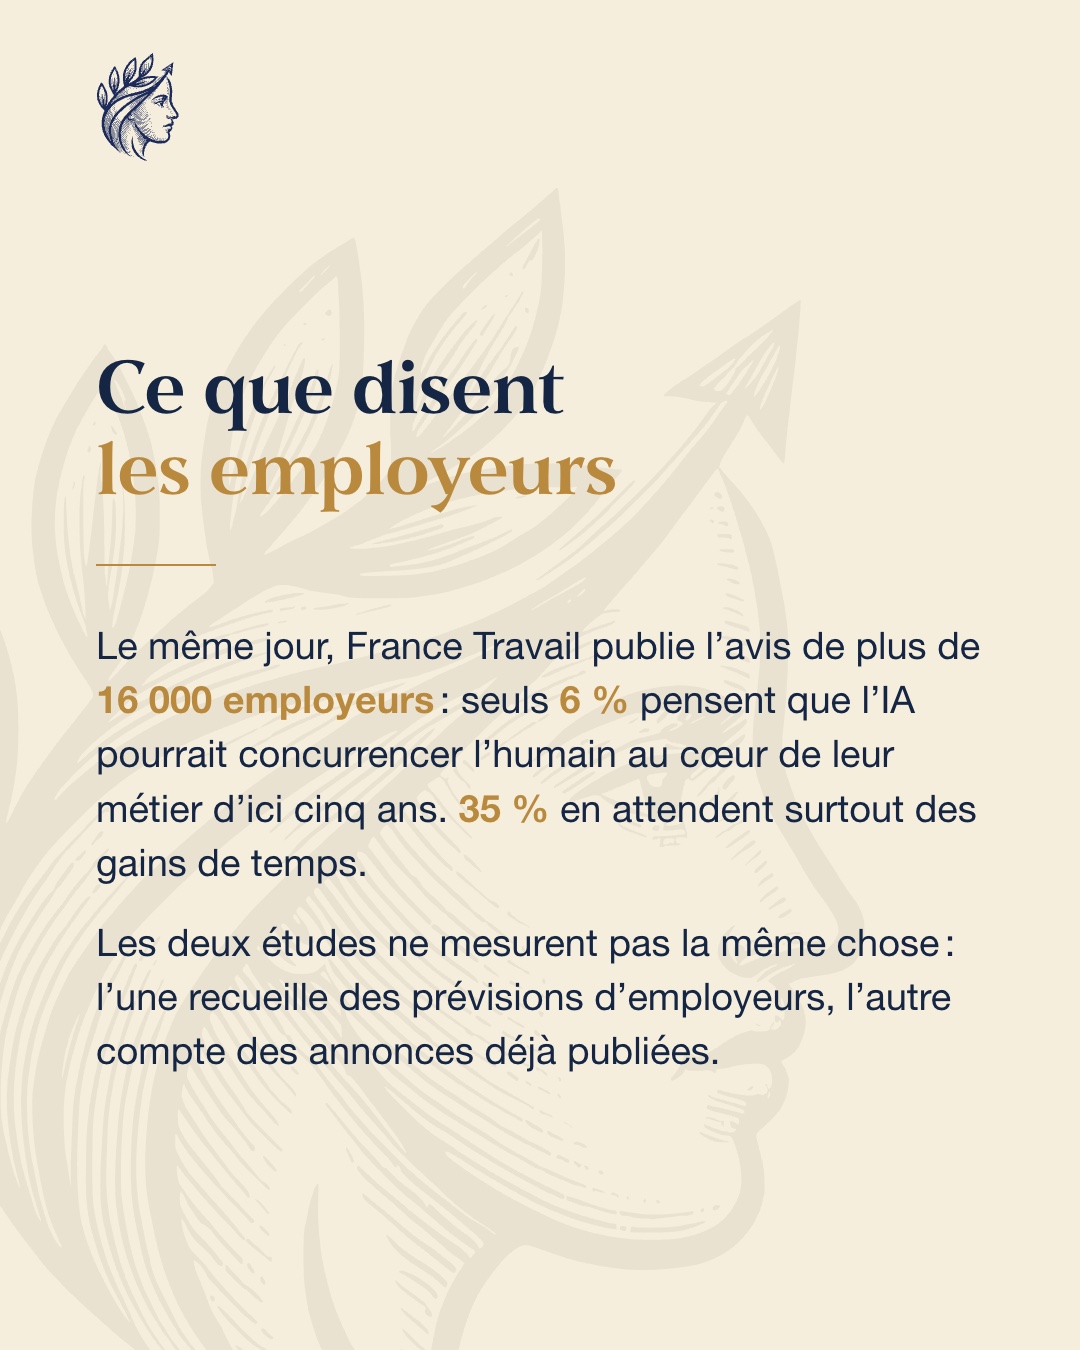 Ce que disent
les employeurs
Le même jour, France Travail publie l’avis de plus de
16 000 employeurs : seuls 6 % pensent que l’IA
pourrait concurrencer l’humain au cœur de leur
métier d’ici cinq ans. 35 % en attendent surtout des
gains de temps.
Les deux études ne mesurent pas la même chose :
l’une recueille des prévisions d’employeurs, l’autre
compte des annonces déjà publiées.